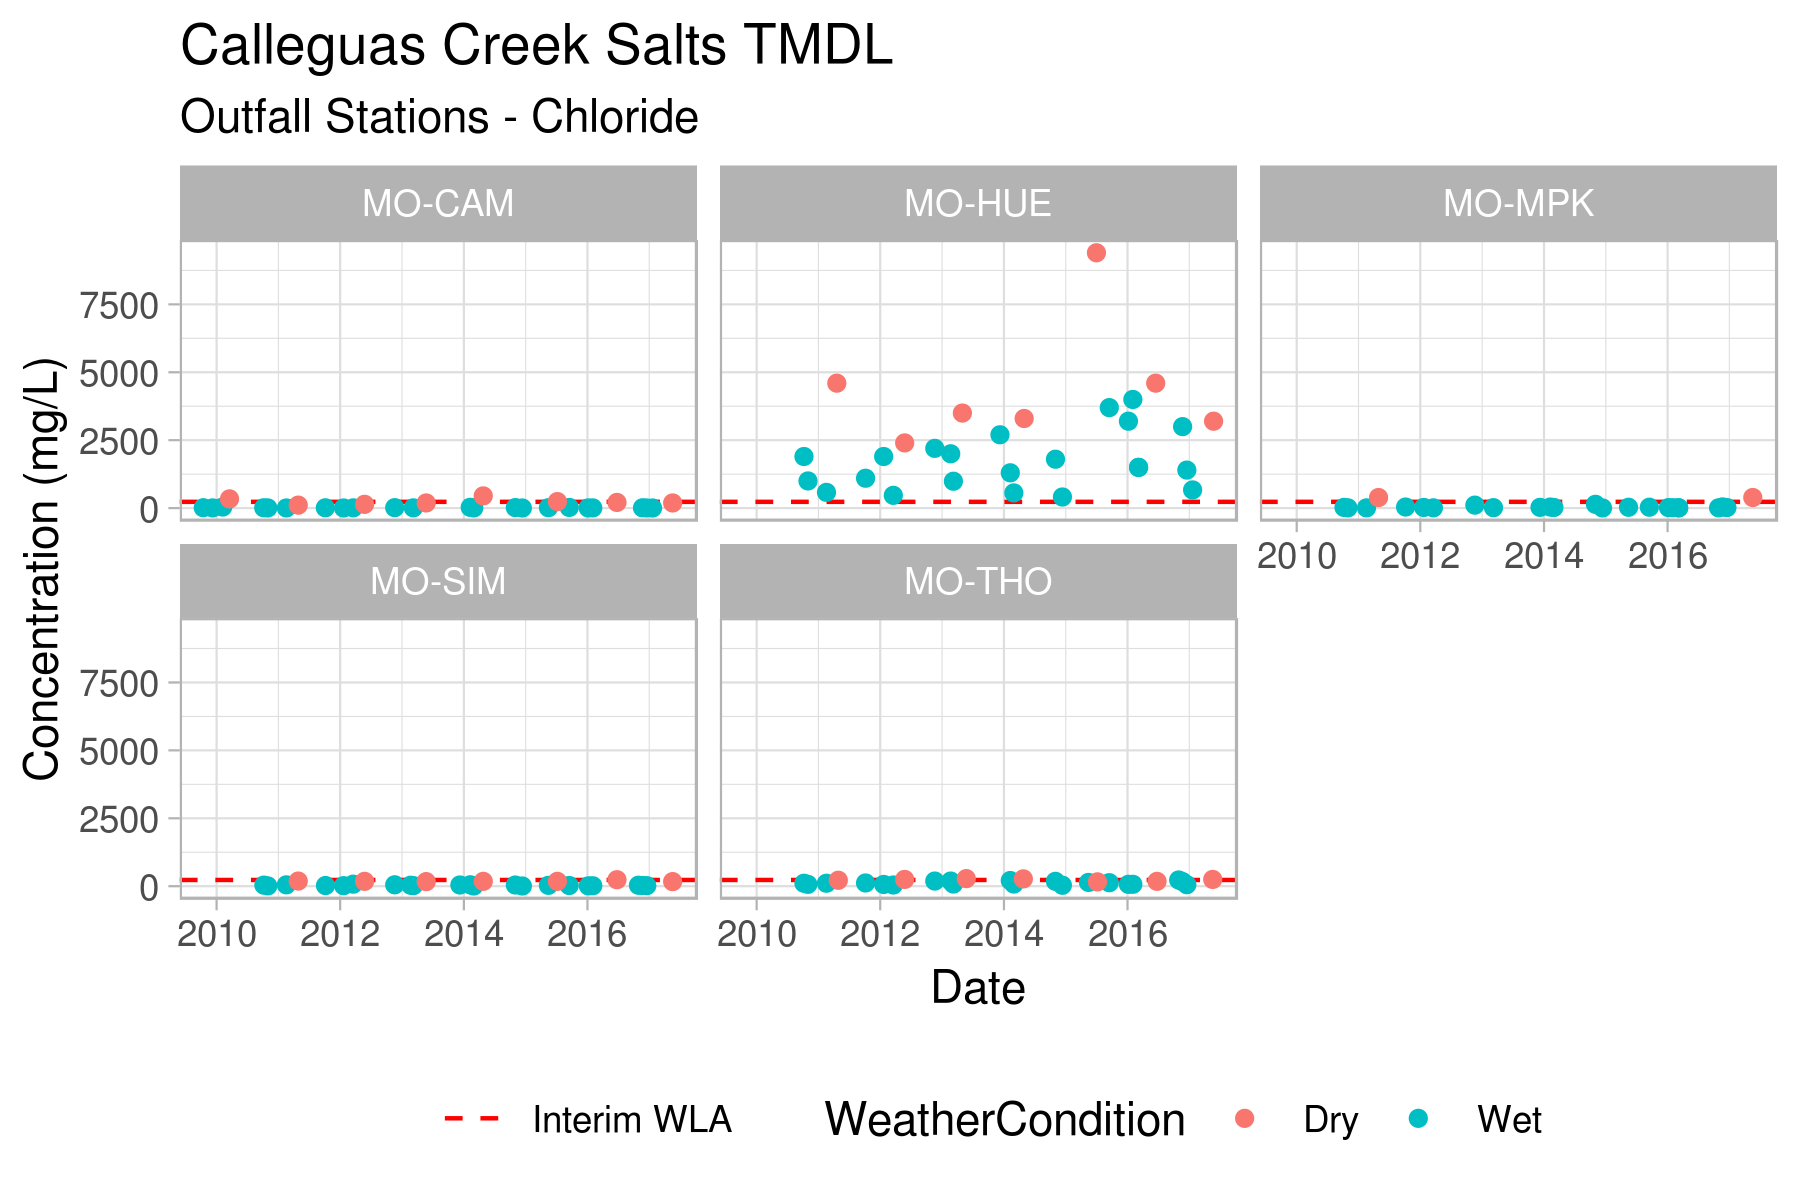 Calleguas Creek Salts TMDL
Outfall Stations - Chloride
MO-CAM
MO-HUE
MO-MPK
7500
5000
2500
0
2010 2012 2014 2016
MO-SIM
MO-THO
7500
5000
2500
0
2010 2012 2014 2016
2010 2012 2014 2016
Concentration (mg/L)
Date
Interim WLA
WeatherCondition
Dry
Wet